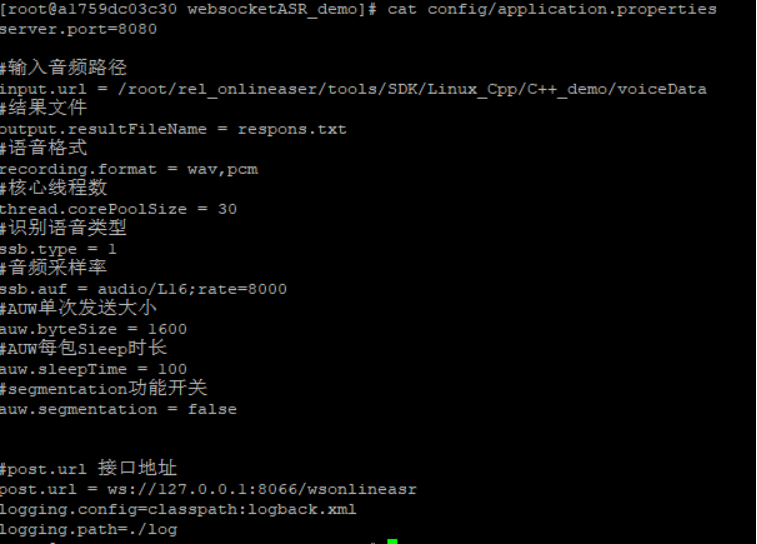 [root@a1759dc03c30 websocketASR_demo]# cat config/application.properties
server.port=8080
#输入音频路径
input.url = /root/rel_onlineaser/tools/SDK/Linux_Cpp/C++_demo/voiceData
#结果文件
output.resultFileName = respons.txt
#语音格式
recording.format = wav,pcm
#核心线程数
thread.corePoolSize = 30
#识别语音类型
ssb.type = 1
#音频采样率
ssb.auf = audio/L16;rate=8000
#AUW单次发送大小
auw.byteSize = 1600
#AUW每包Sleep时长
auw.sleepTime = 100
#segmentation功能开关
auw.segmentation = false
#post.url 接口地址
post.url = ws://127.0.0.1:8066/wsonlineasr
logging.config=classpath:logback.xml
logging.path=./log